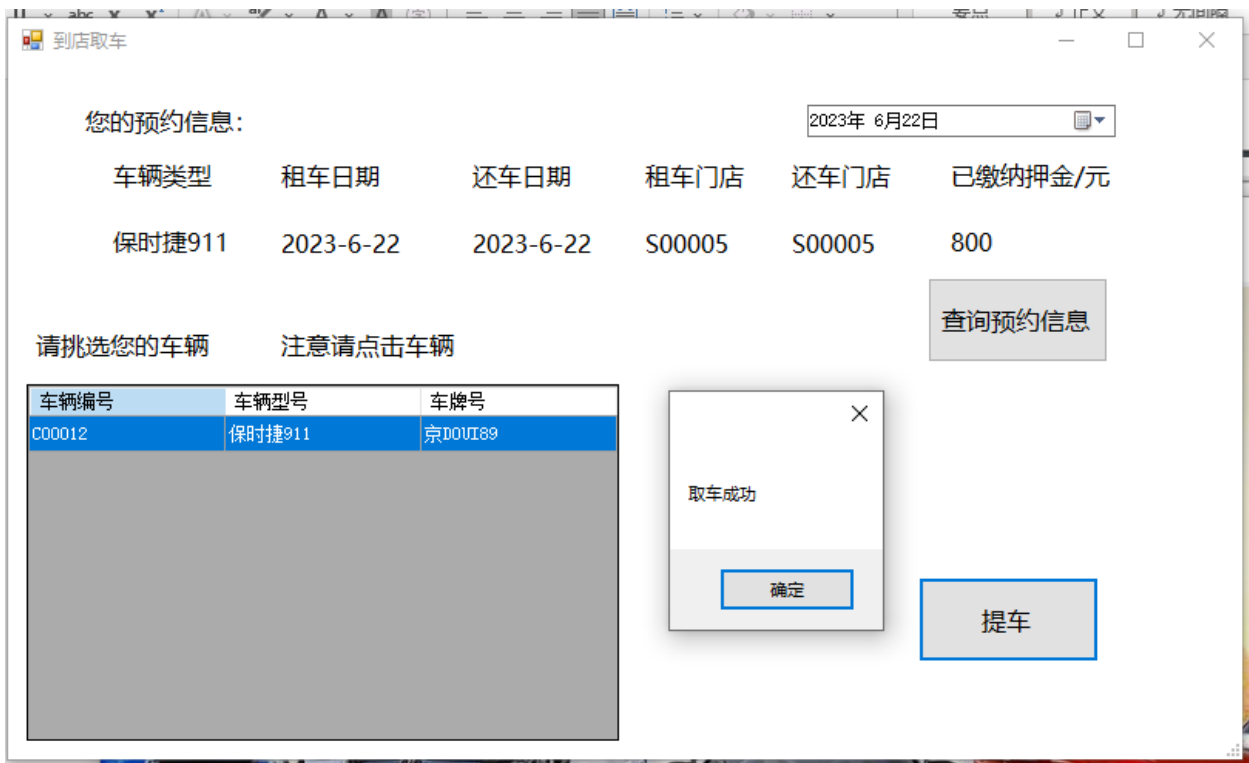 到店取车
您的预约信息：
2023年 6月22日
车辆类型 租车日期 还车日期 租车门店 还车门店 已缴纳押金/元
保时捷911 2023-6-22 2023-6-22 S00005 S00005 800
查询预约信息
请挑选您的车辆 注意请点击车辆
车辆编号 车辆型号 车牌号
C00012 保时捷911 京DOUI89
取车成功
确定
提车